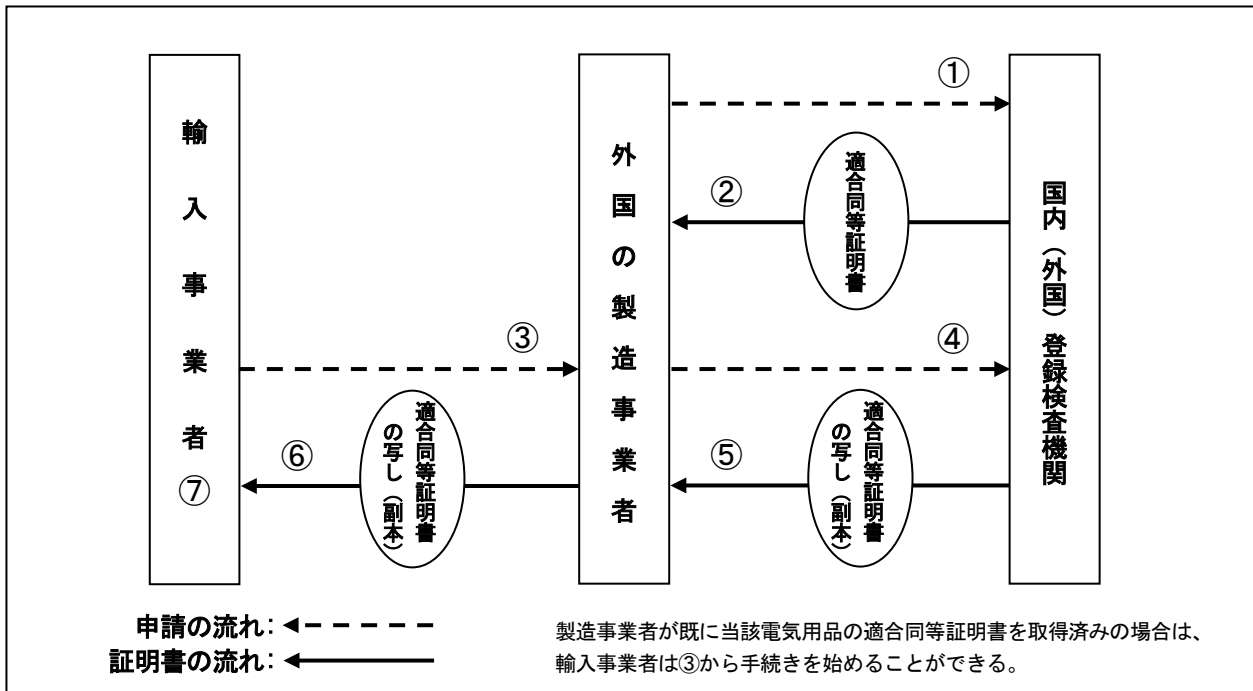 輸入事業者
⑦
外国の製造事業者
国内（外国）登録検査機関
①
適合同等証明書
②
③
④
適合同等証明書
の写し（副本）
⑤
適合同等証明書
の写し（副本）
⑥
申請の流れ：
証明書の流れ：
製造事業者が既に当該電気用品の適合同等証明書を取得済みの場合は、
輸入事業者は③から手続きを始めることができる。